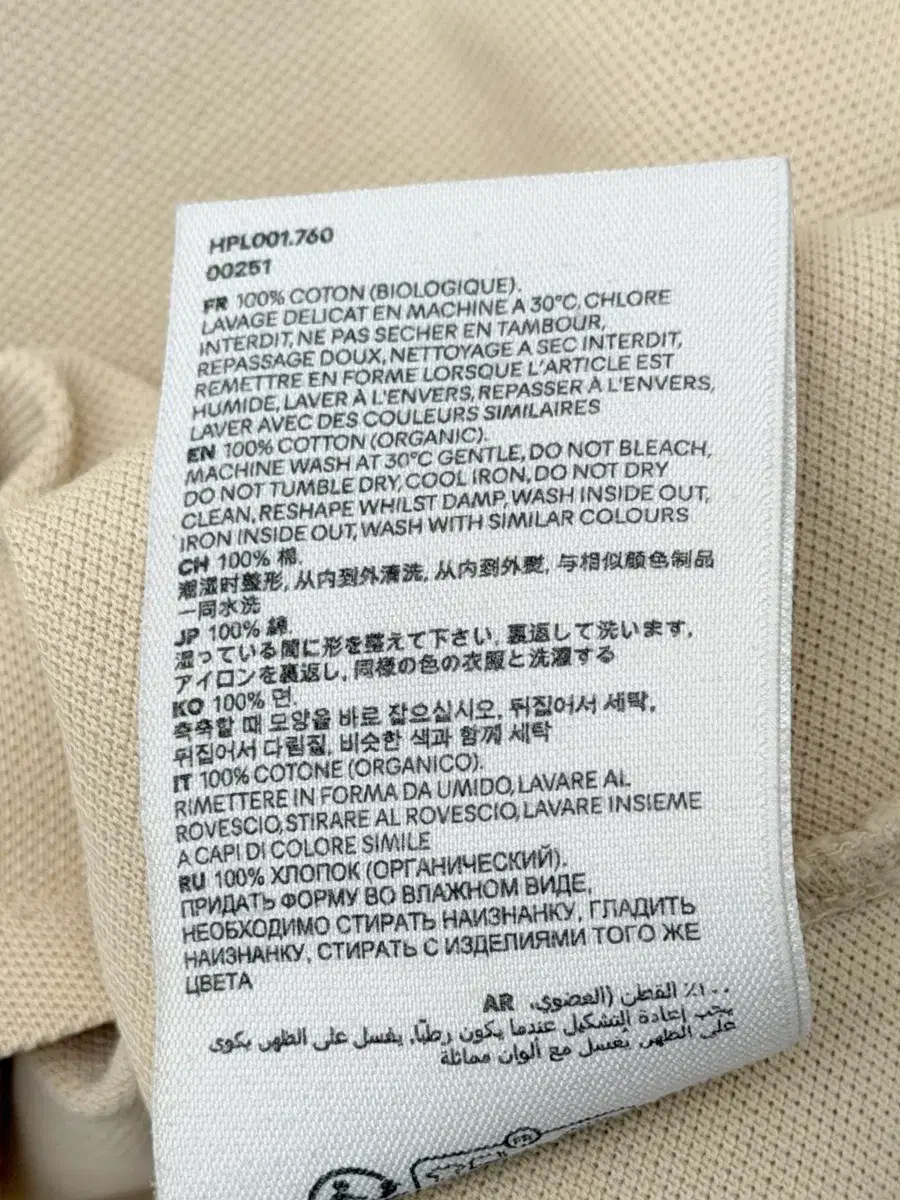 HPL001.760
00251
FR 100% COTON (BIOLOGIQUE).
LAVAGE DELICAT EN MACHINE A 30°C, CHLORE
INTERDIT, NE PAS SECHER EN TAMBOUR,
REPASSAGE DOUX, NETTOYAGE A SEC INTERDIT,
REMETTRE EN FORME LORSQUE L'ARTICLE EST
HUMIDE, LAVER À L'ENVERS, REPASSER À L'ENVERS,
LAVER AVEC DES COULEURS SIMILAIRES
EN 100% COTTON (ORGANIC).
MACHINE WASH AT 30°C GENTLE, DO NOT BLEACH,
DO NOT TUMBLE DRY, COOL IRON, DO NOT DRY
CLEAN, RESHAPE WHILST DAMP, WASH INSIDE OUT,
IRON INSIDE OUT, WASH WITH SIMILAR COLOURS
CH 100% 棉.
潮湿时整形, 从内到外清洗, 从内到外熨, 与相似颜色制品
一同水洗
JP 100% 綿.
湿っている間に形を整えて下さい, 裏返して洗います,
アイロンを裏返し, 同様の色の衣服と洗濯する
KO 100% 면.
축축할 때 모양을 바로 잡으십시오, 뒤집어서 세탁,
뒤집어서 다림질, 비슷한 색과 함께 세탁
IT 100% COTONE (ORGANICO).
RIMETTERE IN FORMA DA UMIDO, LAVARE AL
ROVESCIO, STIRARE AL ROVESCIO, LAVARE INSIEME
A CAPI DI COLORE SIMILE
RU 100% ХЛОПОК (ОРГАНИЧЕСКИЙ).
ПРИДАТЬ ФОРМУ ВО ВЛАЖНОМ ВИДЕ,
НЕОБХОДИМО СТИРАТЬ НАИЗНАНКУ, ГЛАДИТЬ
НАИЗНАНКУ, СТИРАТЬ С ИЗДЕЛИЯМИ ТОГО ЖЕ
ЦВЕТА
١٠٠٪ القطن (العضوي. AR
يجب إعادة التشكيل عندما يكون رطبًا, يغسل على الظهر, يكوى
على الظهر, يُغسل مع ألوان مماثلة
FR